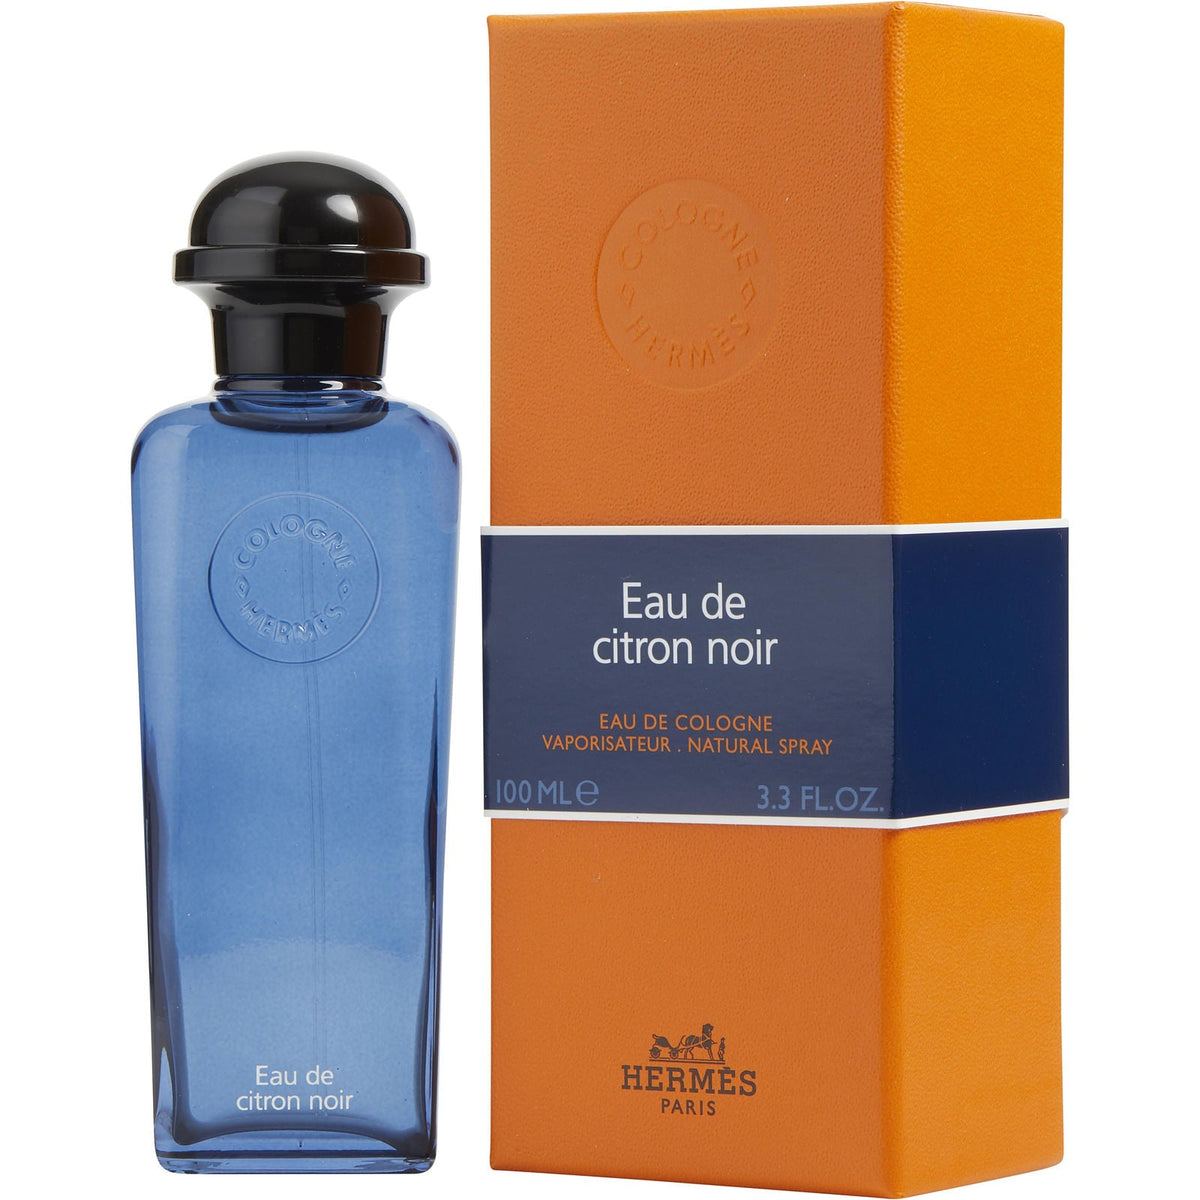 COLOGNE
HERMÈS
Eau de
citron noir
COLOGNE
HERMÈS
Eau de
citron noir
EAU DE COLOGNE
VAPORISATEUR . NATURAL SPRAY
100 ML e 3.3 FL.OZ.
HERMÈS
PARIS